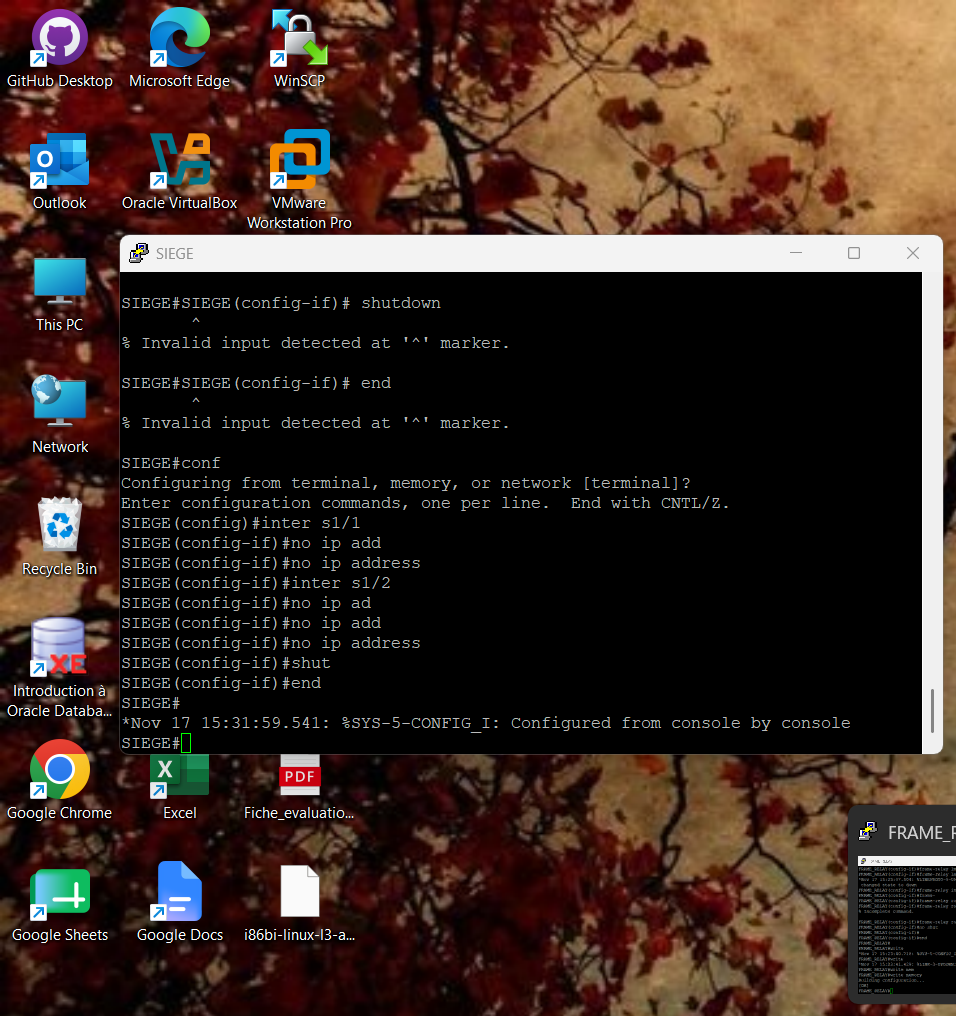 GitHub Desktop
Microsoft Edge
WinSCP
Outlook
Oracle VirtualBox
VMware
Workstation Pro
This PC
Network
Recycle Bin
XE
Introduction à
Oracle Databa...
SIEGE
SIEGE#SIEGE(config-if)# shutdown
^
% Invalid input detected at '^' marker.
SIEGE#SIEGE(config-if)# end
^
% Invalid input detected at '^' marker.
SIEGE#conf
Configuring from terminal, memory, or network [terminal]?
Enter configuration commands, one per line.  End with CNTL/Z.
SIEGE(config)#inter s1/1
SIEGE(config-if)#no ip add
SIEGE(config-if)#no ip address
SIEGE(config-if)#inter s1/2
SIEGE(config-if)#no ip ad
SIEGE(config-if)#no ip add
SIEGE(config-if)#no ip address
SIEGE(config-if)#shut
SIEGE(config-if)#end
SIEGE#
*Nov 17 15:31:59.541: %SYS-5-CONFIG_I: Configured from console by console
SIEGE#
Google Chrome
X
Excel
PDF
Fiche_evaluatio...
Google Sheets
Google Docs
i86bi-linux-l3-a...